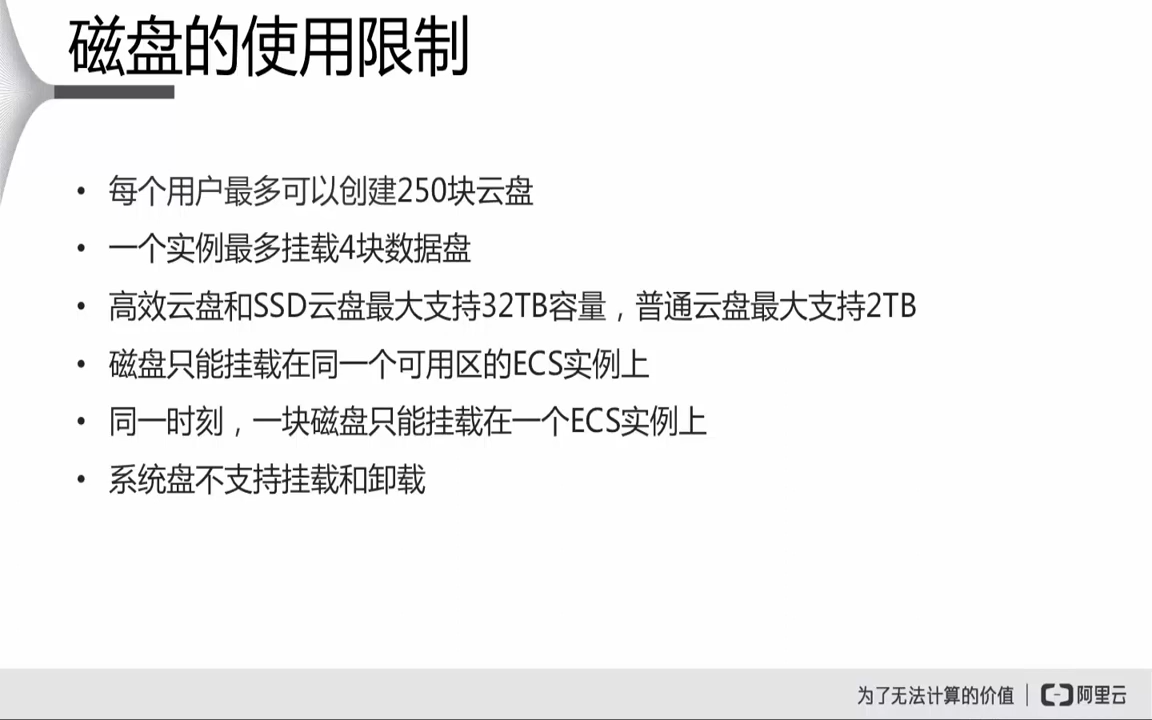 磁盘的使用限制
• 每个用户最多可以创建250块云盘
• 一个实例最多挂载4块数据盘
• 高效云盘和SSD云盘最大支持32TB容量，普通云盘最大支持2TB
• 磁盘只能挂载在同一个可用区的ECS实例上
• 同一时刻，一块磁盘只能挂载在一个ECS实例上
• 系统盘不支持挂载和卸载
为了无法计算的价值 | 阿里云